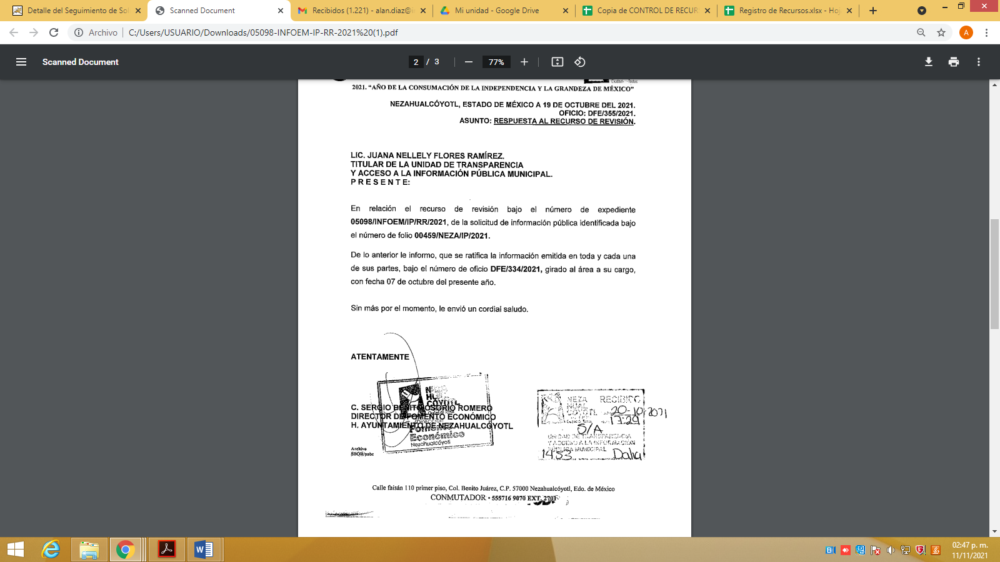 Detalle del Seguimiento de Sol
Scanned Document
Recibidos (1.221) - alan.diaz@i
Mi unidad - Google Drive
Copia de CONTROL DE RECUR
Registro de Recursos.xlsx - Hoj
Archivo
C:/Users/USUARIO/Downloads/05098-INFOEM-IP-RR-2021%20(1).pdf
A
Scanned Document
2 / 3
77%
Ciudad Todos
2021. "AÑO DE LA CONSUMACIÓN DE LA INDEPENDENCIA Y LA GRANDEZA DE MÉXICO"
NEZAHUALCÓYOTL, ESTADO DE MÉXICO A 19 DE OCTUBRE DEL 2021.
OFICIO: DFE/355/2021.
ASUNTO: RESPUESTA AL RECURSO DE REVISIÓN.
LIC. JUANA NELLELY FLORES RAMÍREZ.
TITULAR DE LA UNIDAD DE TRANSPARENCIA
Y ACCESO A LA INFORMACIÓN PÚBLICA MUNICIPAL.
P R E S E N T E:
En relación el recurso de revisión bajo el número de expediente
05098/INFOEM/IP/RR/2021, de la solicitud de información pública identificada bajo
el número de folio 00459/NEZA/IP/2021.
De lo anterior le informo, que se ratifica la información emitida en toda y cada una
de sus partes, bajo el número de oficio DFE/334/2021, girado al área a su cargo,
con fecha 07 de octubre del presente año.
Sin más por el momento, le envió un cordial saludo.
ATENTAMENTE
NEZA
HUAL
CÓYOTL
C. SERGIO BENITO OSORIO ROMERO
Dirección
DIRECTOR DE FOMENTO ECONÓMICO
H. AYUNTAMIENTO DE NEZAHUALCÓYOTL
Fomento
Económico
Nezahualcóyotl
NEZA RECIBIDO
HUAL
COYOTL 20-10-2021
17:29
S/A
UNIDAD DE TRANSPARENCIA
Y ACCESO A LA INFORMACIÓN
PÚBLICA MUNICIPAL
1453 Dalia
Archivo
SBOR/pabc
Calle faisán 110 primer piso, Col. Benito Juárez, C.P. 57000 Nezahualcóyotl, Edo. de México
CONMUTADOR • 555716 9070 EXT. 2701
02:47 p. m.
11/11/2021